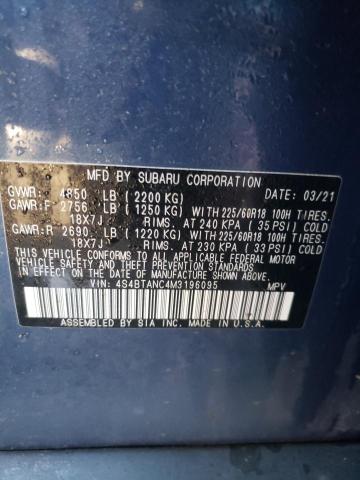 MFD BY SUBARU CORPORATION
DATE: 03/21
GVWR: 4850 LB (2200 KG)
GAWR:F 2756 LB (1250 KG) WITH 225/60R18 100H TIRES.
18X7J RIMS. AT 240 KPA ( 35 PSI) COLD
GAWR:R 2690 LB (1220 KG) WITH 225/60R18 100H TIRES.
18X7J RIMS. AT 230 KPA ( 33 PSI) COLD
THIS VEHICLE CONFORMS TO ALL APPLICABLE FEDERAL MOTOR
VEHICLE SAFETY AND THEFT PREVENTION STANDARDS
IN EFFECT ON THE DATE OF MANUFACTURE SHOWN ABOVE.
VIN: 4S4BTANC4M3196095 MPV
ASSEMBLED BY SIA INC. IN U.S.A.